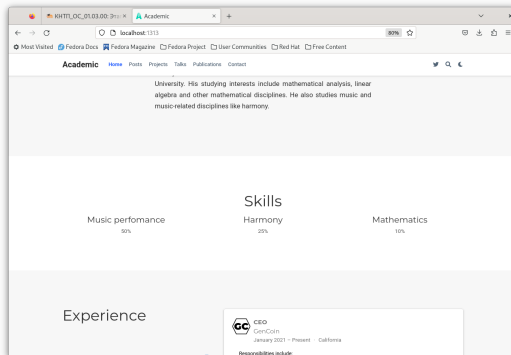 КНТП_ОС_01.03.00: Эта
Academic
localhost:1313
80%
Most Visited
Fedora Docs
Fedora Magazine
Fedora Project
User Communities
Red Hat
Free Content
Academic
Home
Posts
Projects
Talks
Publications
Contact
University. His studying interests include mathematical analysis, linear
algebra and other mathematical disciplines. He also studies music and
music-related disciplines like harmony.
Skills
Music perfomance
Harmony
Mathematics
50%
25%
10%
Experience
GC
CEO
GenCoin
January 2021 – Present · California
Responsibilities include: